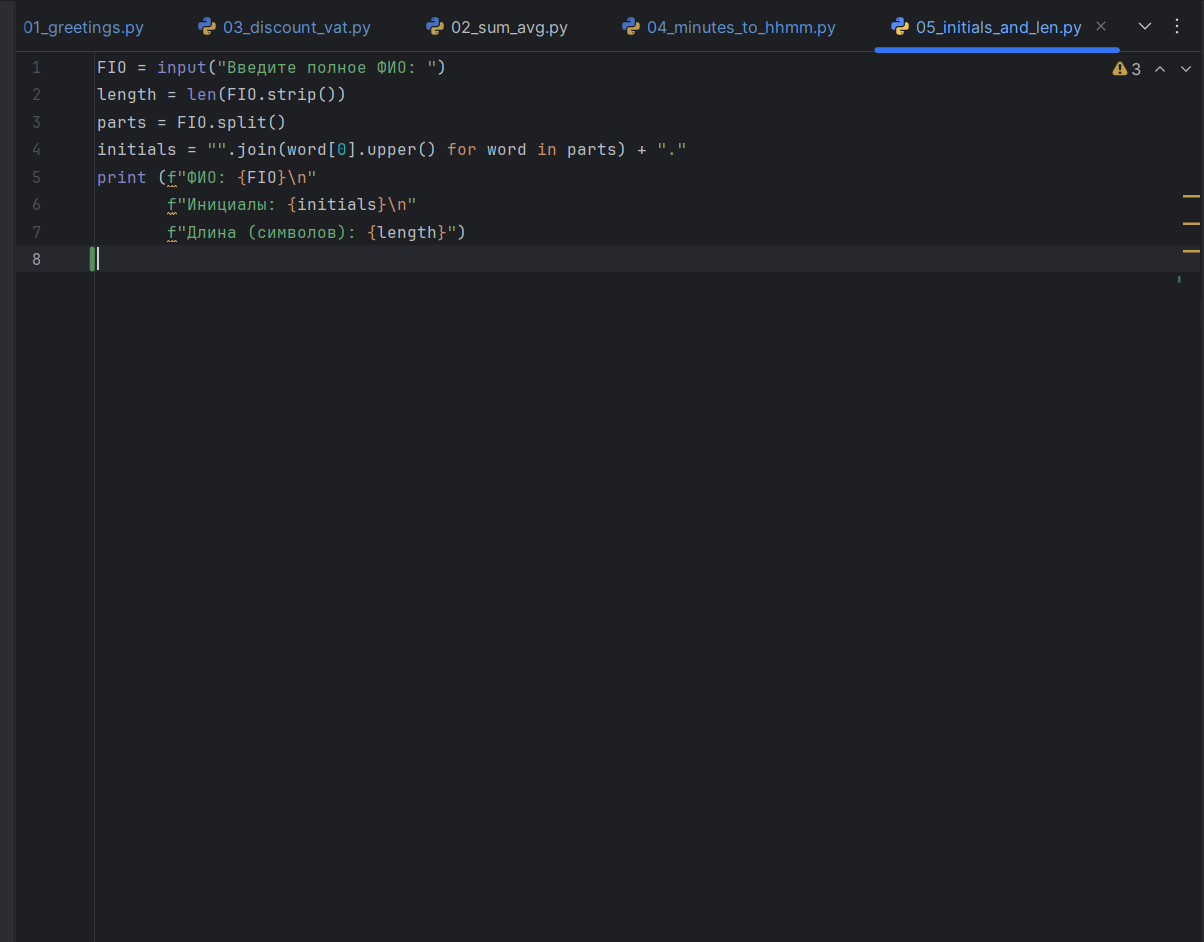 01_greetings.py 03_discount_vat.py 02_sum_avg.py 04_minutes_to_hhmm.py 05_initials_and_len.py
1 FIO = input("Введите полное ФИО: ") 3
2 length = len(FIO.strip())
3 parts = FIO.split()
4 initials = "".join(word[0].upper() for word in parts) + "."
5 print (f"ФИО: {FIO}\n"
6 f"Инициалы: {initials}\n"
7 f"Длина (символов): {length}")
8